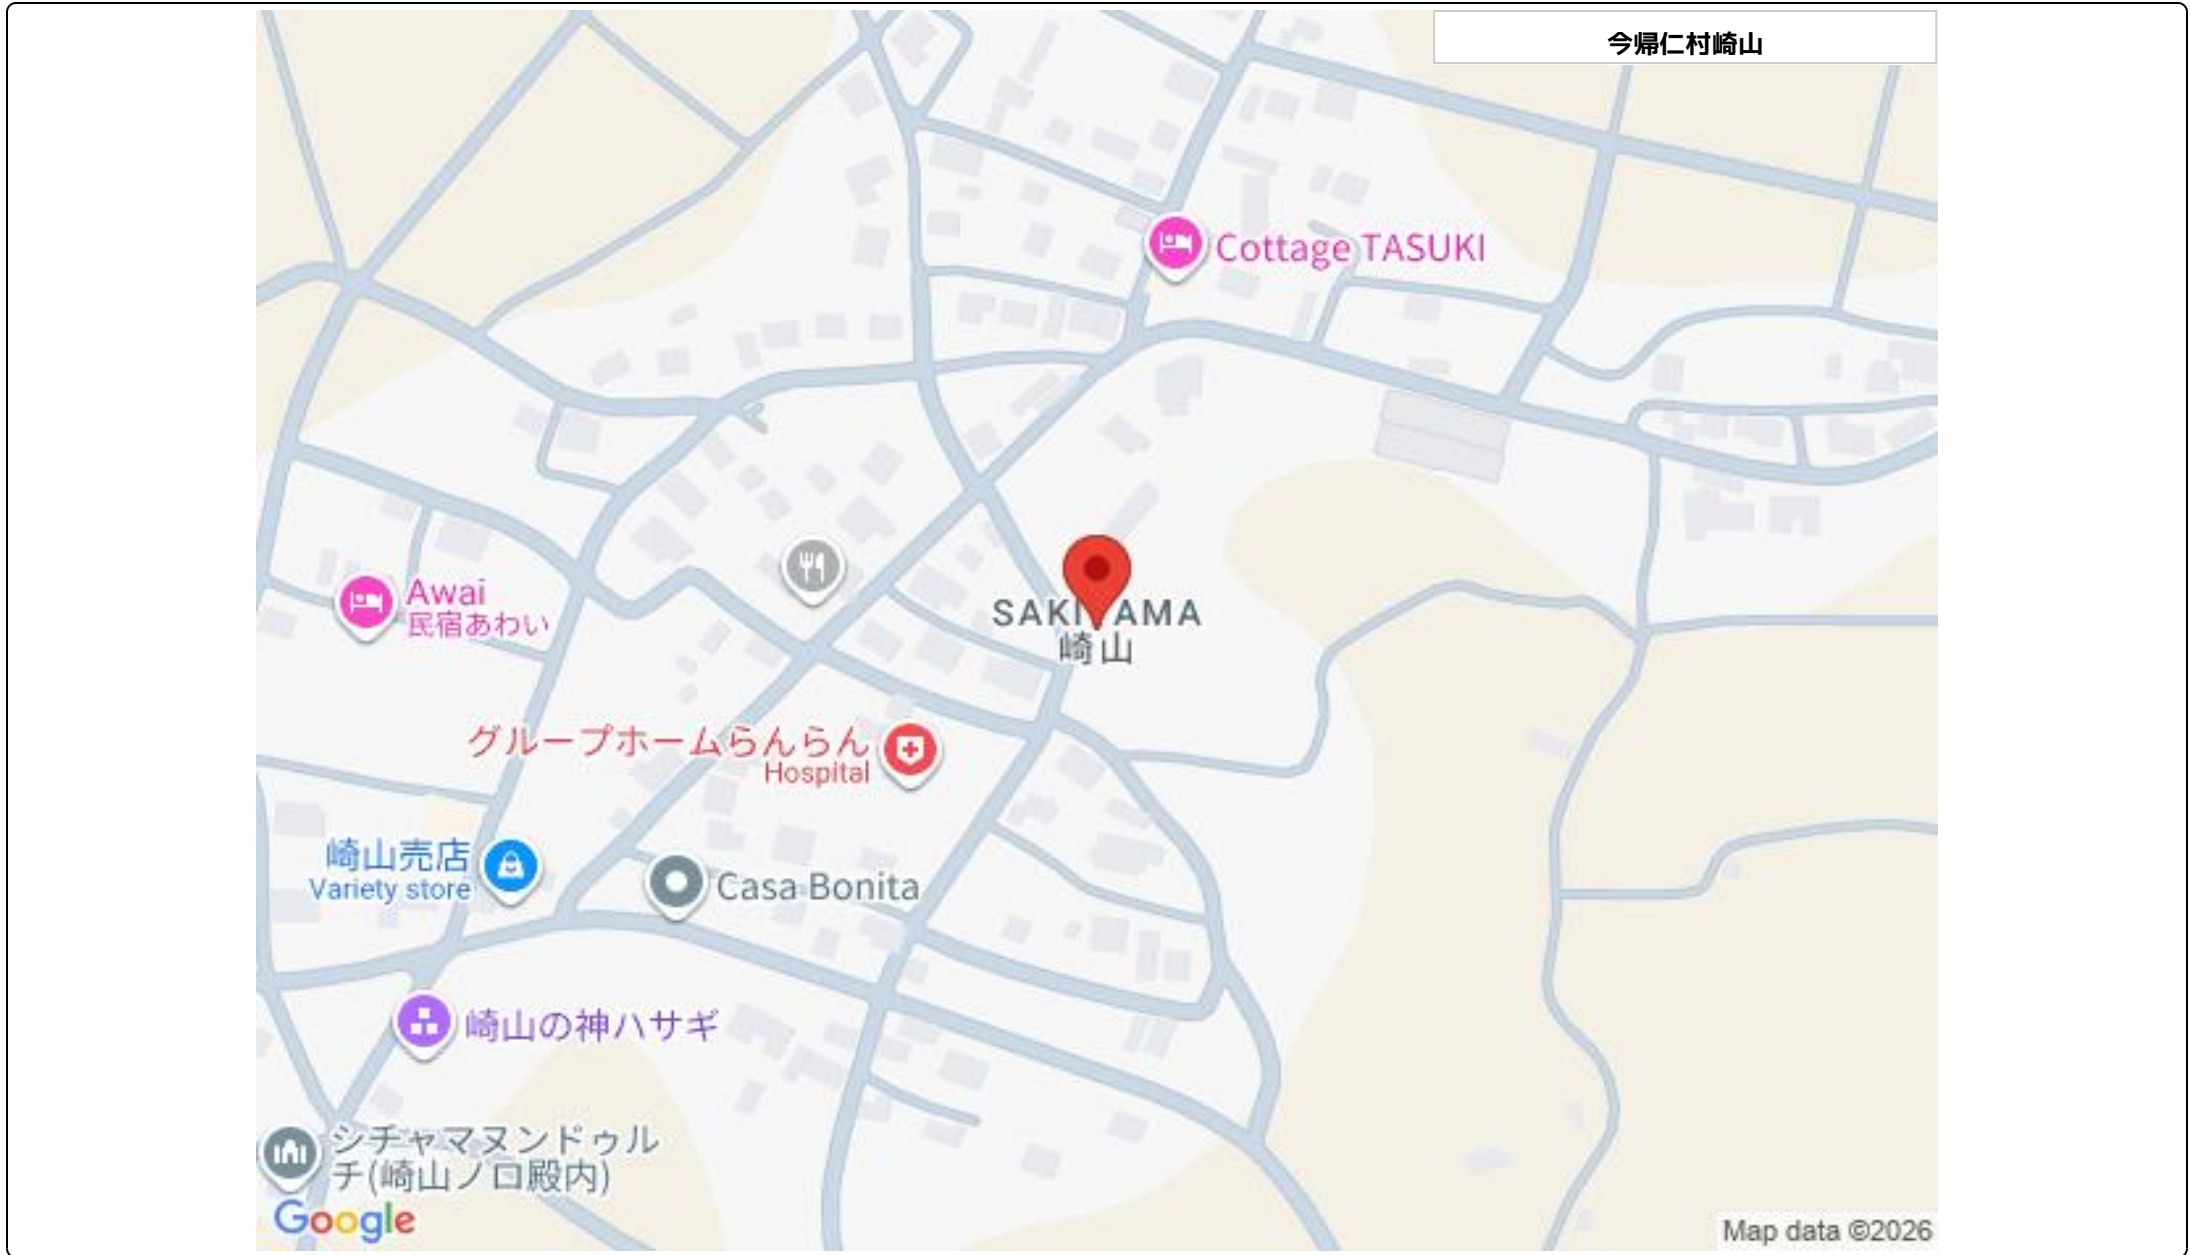 今帰仁村崎山
Cottage TASUKI
Awai
民宿あわい
SAKI AMA
崎山
グループホームらんらん
Hospital
崎山売店
Variety store
Casa Bonita
崎山の神ハサギ
シチャマヌンドゥル
チ(崎山ノロ殿内)
Google
Map data ©2026